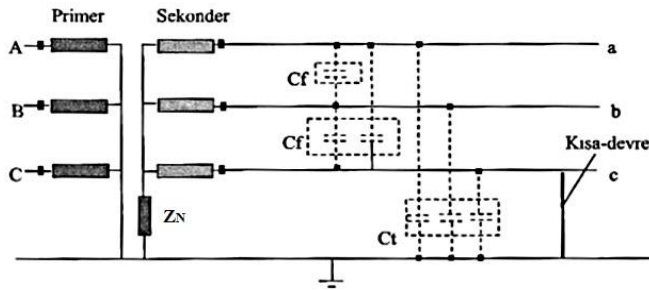 Primer Sekonder
A a
Cf
B b
Cf
Kısa-devre
C c
ZN
Ct